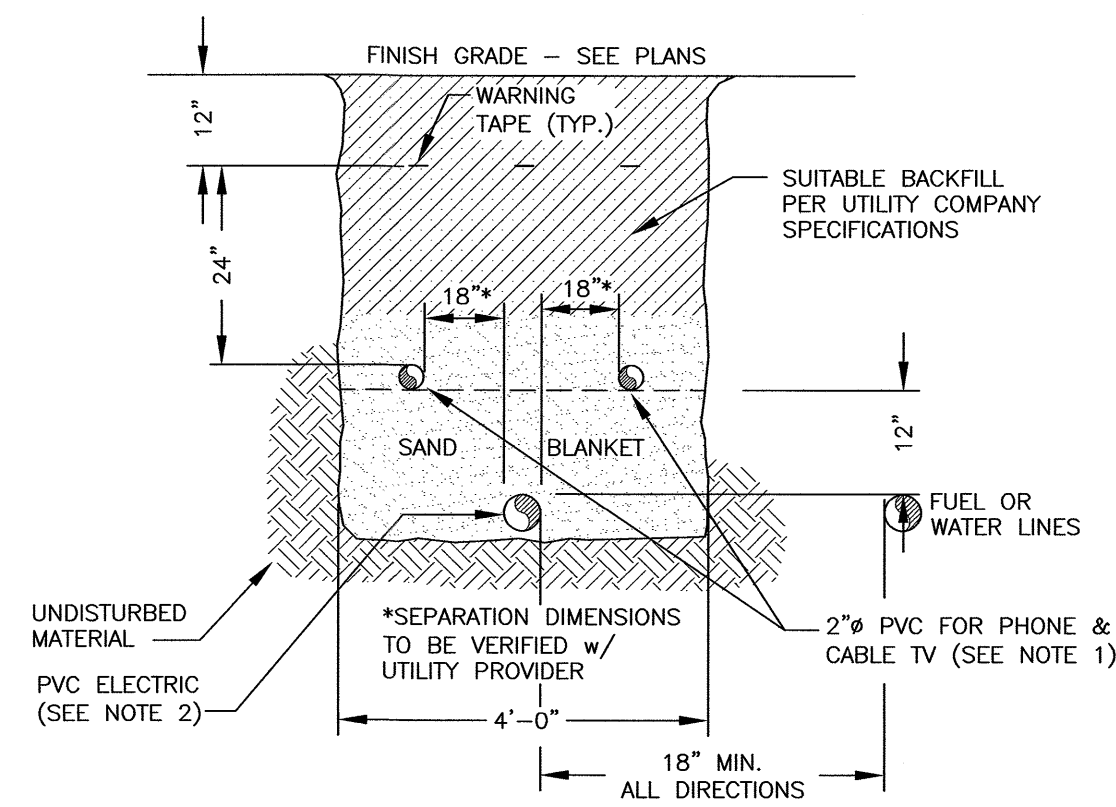 FINISH GRADE – SEE PLANS
12"
WARNING
TAPE (TYP.)
SUITABLE BACKFILL
PER UTILITY COMPANY
SPECIFICATIONS
24"
18"*
18"*
12"
SAND
BLANKET
FUEL OR
WATER LINES
UNDISTURBED
MATERIAL
*SEPARATION DIMENSIONS
TO BE VERIFIED w/
UTILITY PROVIDER
2"ø PVC FOR PHONE &
CABLE TV (SEE NOTE 1)
PVC ELECTRIC
(SEE NOTE 2)
4'–0"
18" MIN.
ALL DIRECTIONS